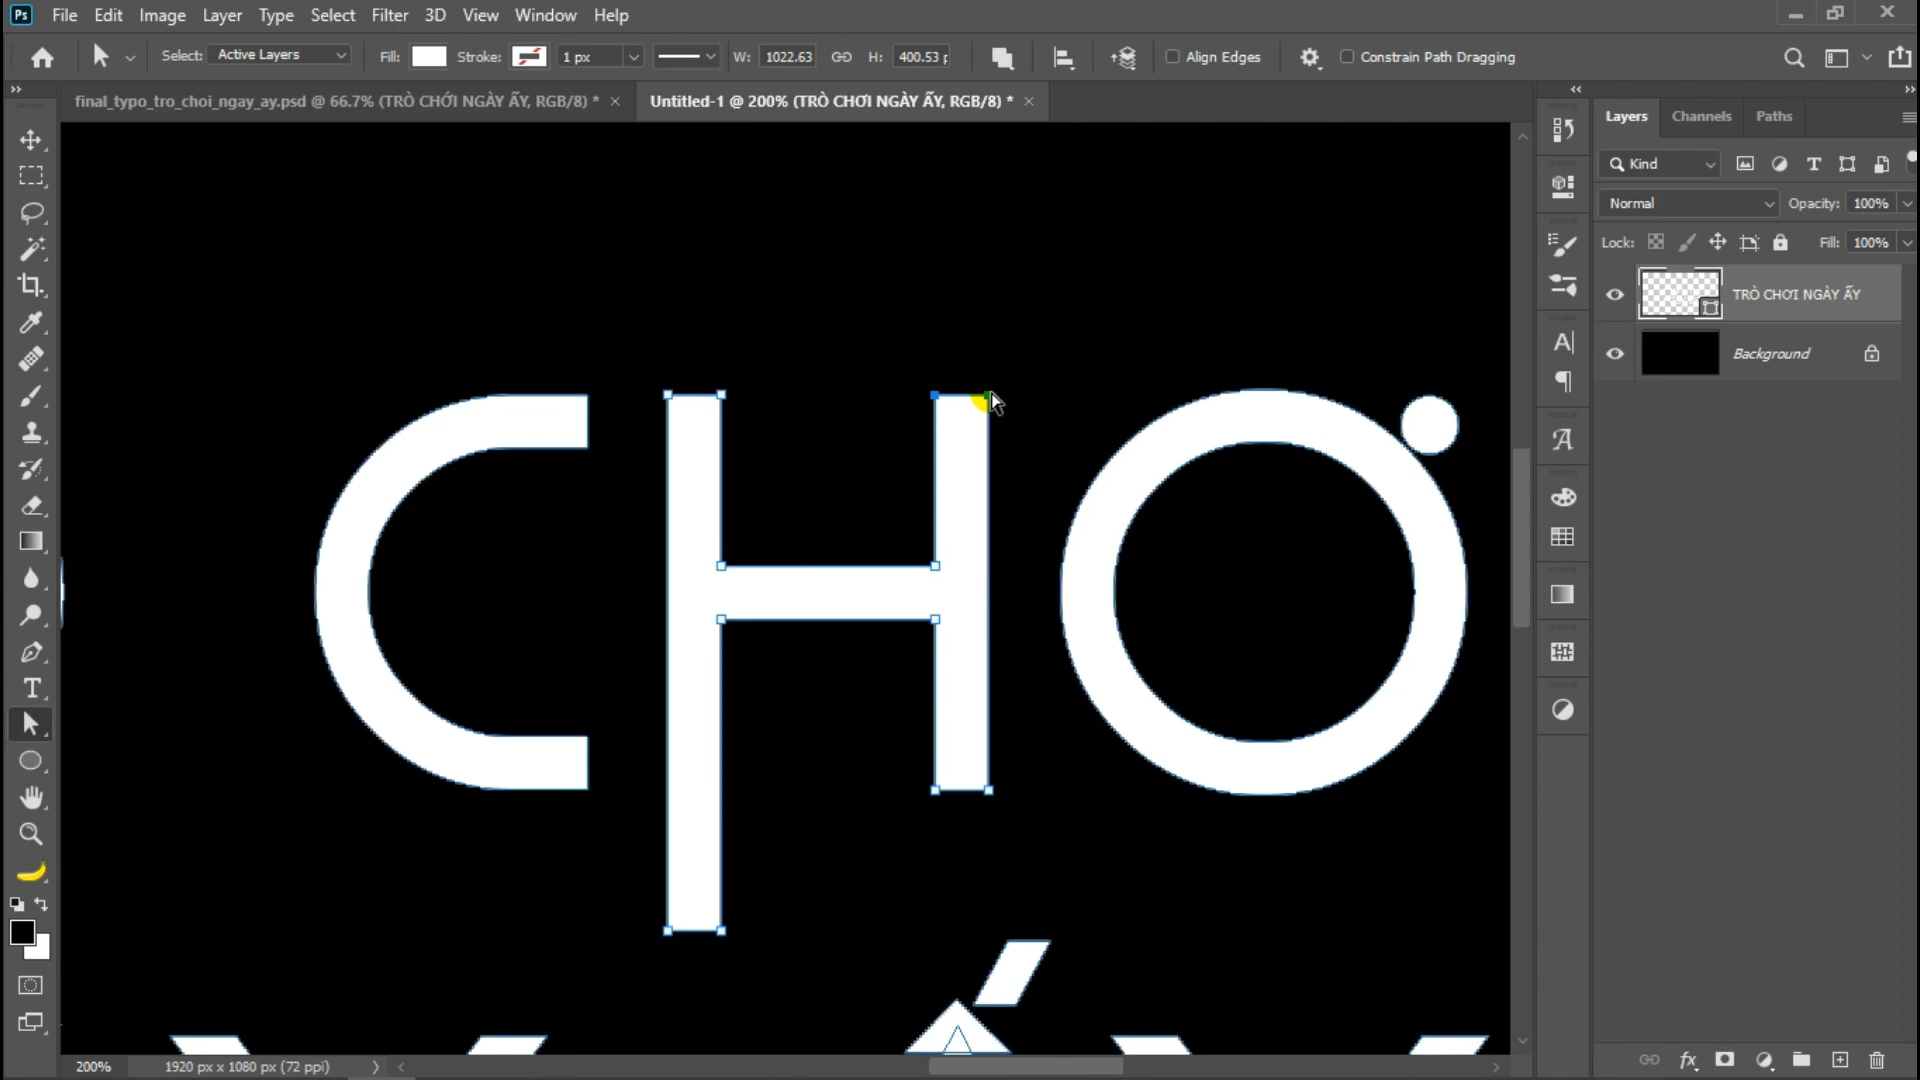 Ps File Edit Image Layer Type Select Filter 3D View Window Help
Select: Active Layers Fill: Stroke: 1 px W: 1022.63 H: 400.53 p Align Edges Constrain Path Dragging
final_typo_tro_choi_ngay_ay.psd @ 66.7% (TRÒ CHƠI NGÀY ẤY, RGB/8) * Untitled-1 @ 200% (TRÒ CHƠI NGÀY ẤY, RGB/8) *
Layers Channels Paths
Kind
Normal Opacity: 100%
Lock: Fill: 100%
TRÒ CHƠI NGÀY ẤY
Background
CHƠ
200% 1920 px x 1080 px (72 ppi)